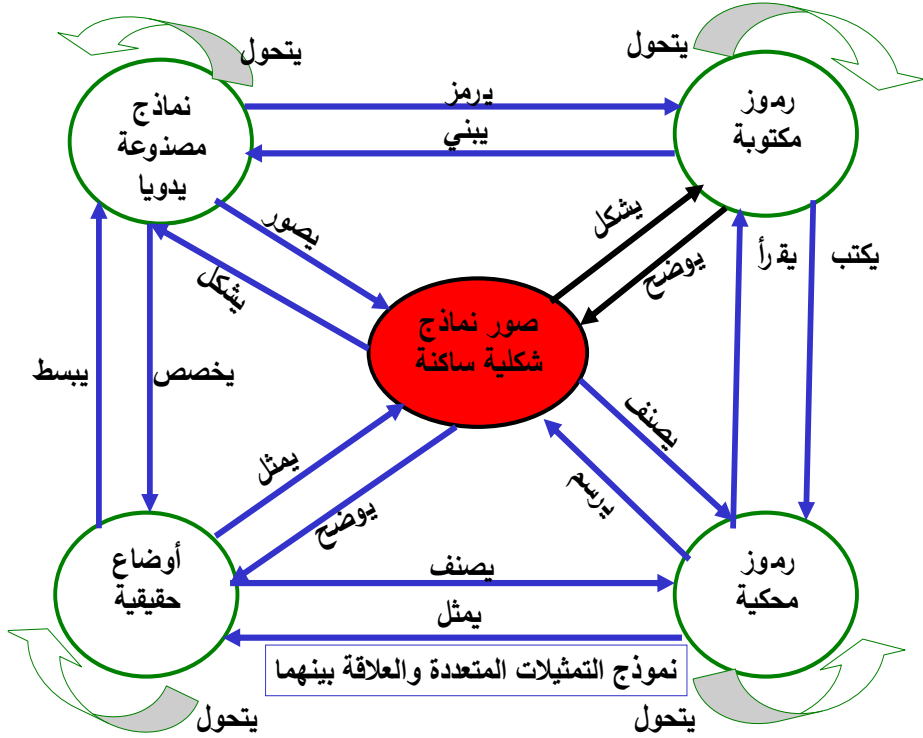 يتحول
يتحول
رموز
مكتوبة
نماذج
مصنوعة
يدويا
يرمز
يبني
يشكل
يوضح
يقرأ
يكتب
يصور
يشكل
صور نماذج
شكلية ساكنة
يبسط
يخصص
يصنف
يمثل
يرسم
يوضح
أوضاع
حقيقية
رموز
محكية
يصنف
يمثل
نموذج التمثيلات المتعددة والعلاقة بينهما
يتحول
يتحول